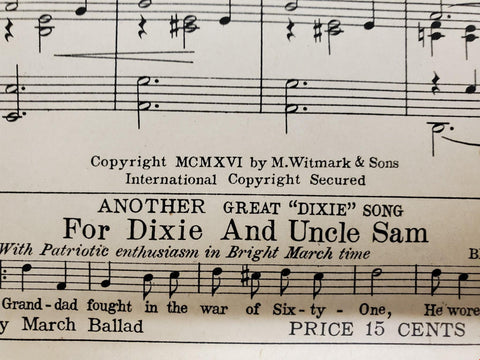 Copyright MCMXVI by M.Witmark & Sons
International Copyright Secured
ANOTHER GREAT "DIXIE" SONG
For Dixie And Uncle Sam
With Patriotic enthusiasm in Bright March time
Grand-dad fought in the war of Six-ty-One, He wore
March Ballad PRICE 15 CENTS